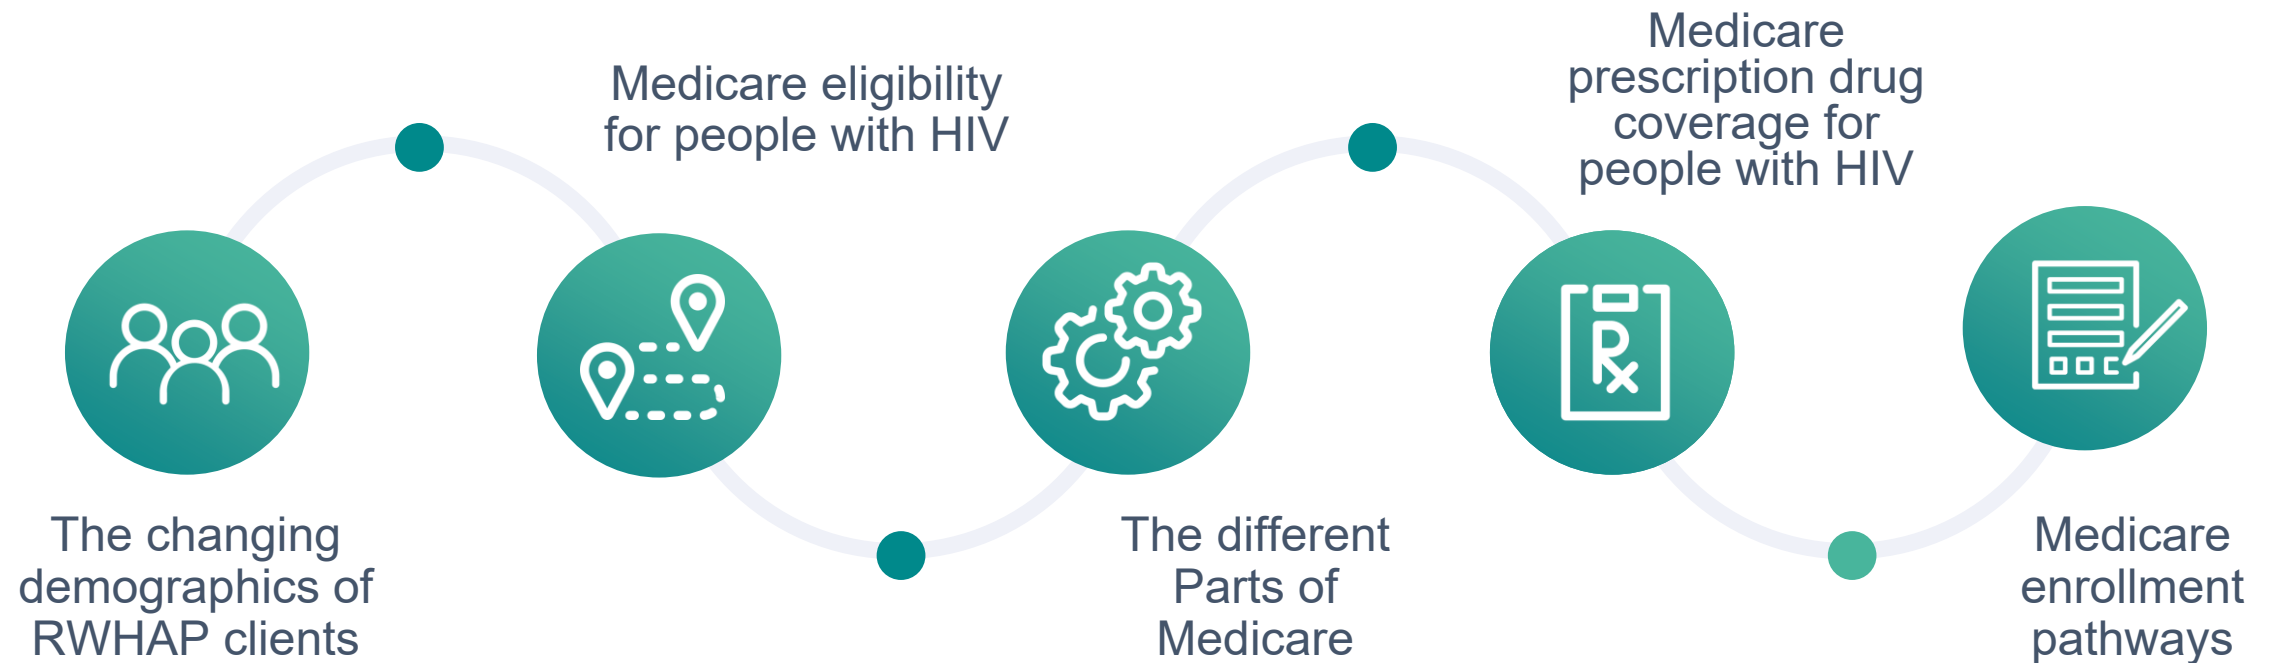 The changing
demographics of
RWHAP clients
Medicare eligibility
for people with HIV
The different
Parts of
Medicare
Medicare
prescription drug
coverage for
people with HIV
Rx
Medicare
enrollment
pathways